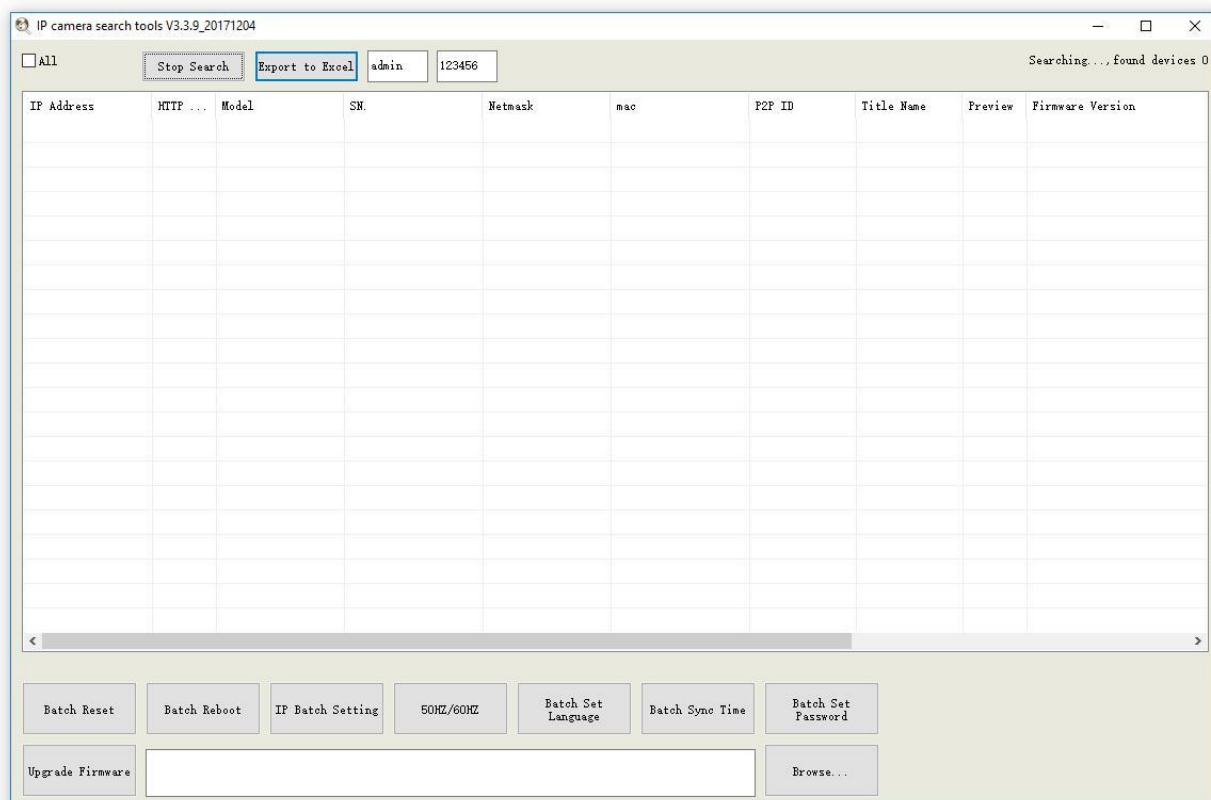 IP camera search tools V3.3.9_20171204
All
Stop Search
Export to Excel
admin
123456
Searching...,found devices 0
IP Address
HTTP ...
Model
SN.
Netmask
mac
P2P ID
Title Name
Preview
Firmware Version
Batch Reset
Batch Reboot
IP Batch Setting
50HZ/60HZ
Batch Set
Language
Batch Sync Time
Batch Set
Password
Upgrade Firmware
Browse...